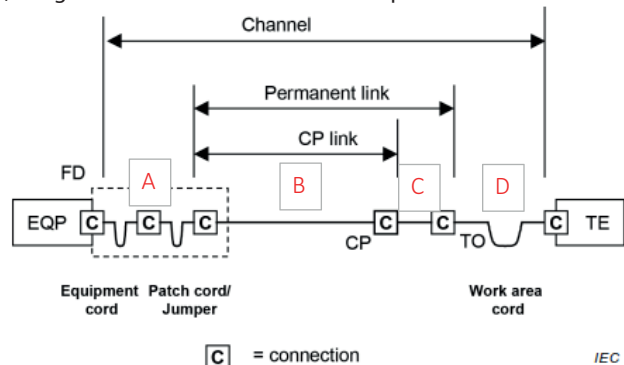 Channel
Permanent link
CP link
FD
A
B
C
D
EQP
C
C
C
C
C
C
TE
CP
TO
Equipment
cord
Patch cord/
Jumper
Work area
cord
C = connection
IEC